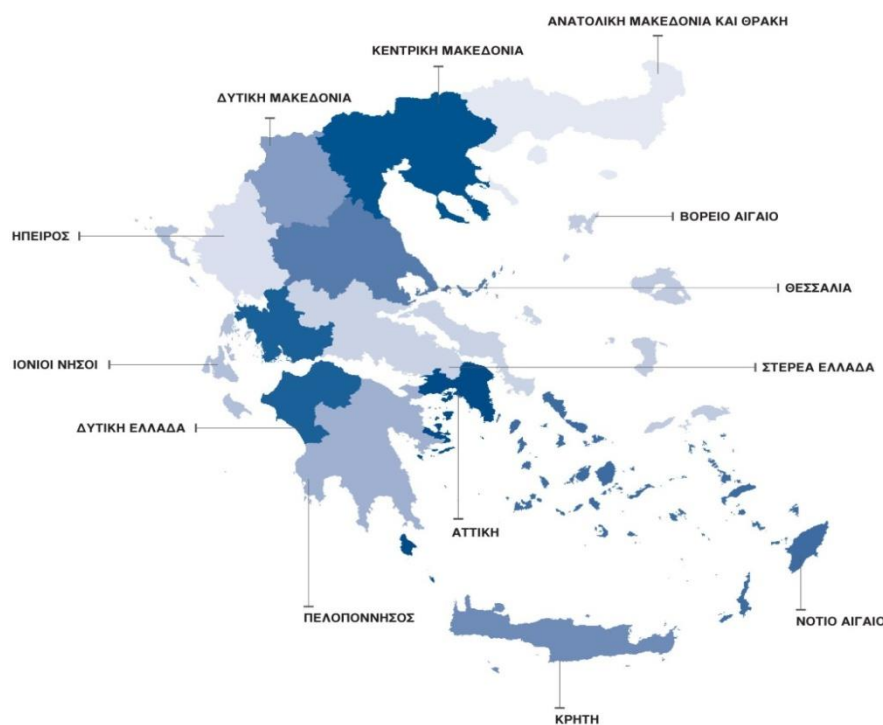 ΑΝΑΤΟΛΙΚΗ ΜΑΚΕΔΟΝΙΑ ΚΑΙ ΘΡΑΚΗ
ΚΕΝΤΡΙΚΗ ΜΑΚΕΔΟΝΙΑ
ΔΥΤΙΚΗ ΜΑΚΕΔΟΝΙΑ
ΒΟΡΕΙΟ ΑΙΓΑΙΟ
ΗΠΕΙΡΟΣ
ΘΕΣΣΑΛΙΑ
ΙΟΝΙΟΙ ΝΗΣΟΙ
ΣΤΕΡΕΑ ΕΛΛΑΔΑ
ΔΥΤΙΚΗ ΕΛΛΑΔΑ
ΑΤΤΙΚΗ
ΠΕΛΟΠΟΝΝΗΣΟΣ
ΝΟΤΙΟ ΑΙΓΑΙΟ
ΚΡΗΤΗ